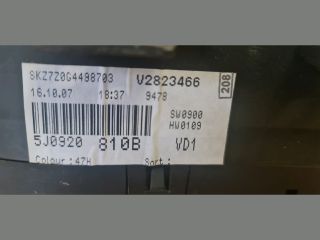 SKZ7Z0G4498703 V2823466
208
16.10.07 18:37 9478
SW0900
HW0109
5J0920 810B VD1
Colour : 47H Sort.: